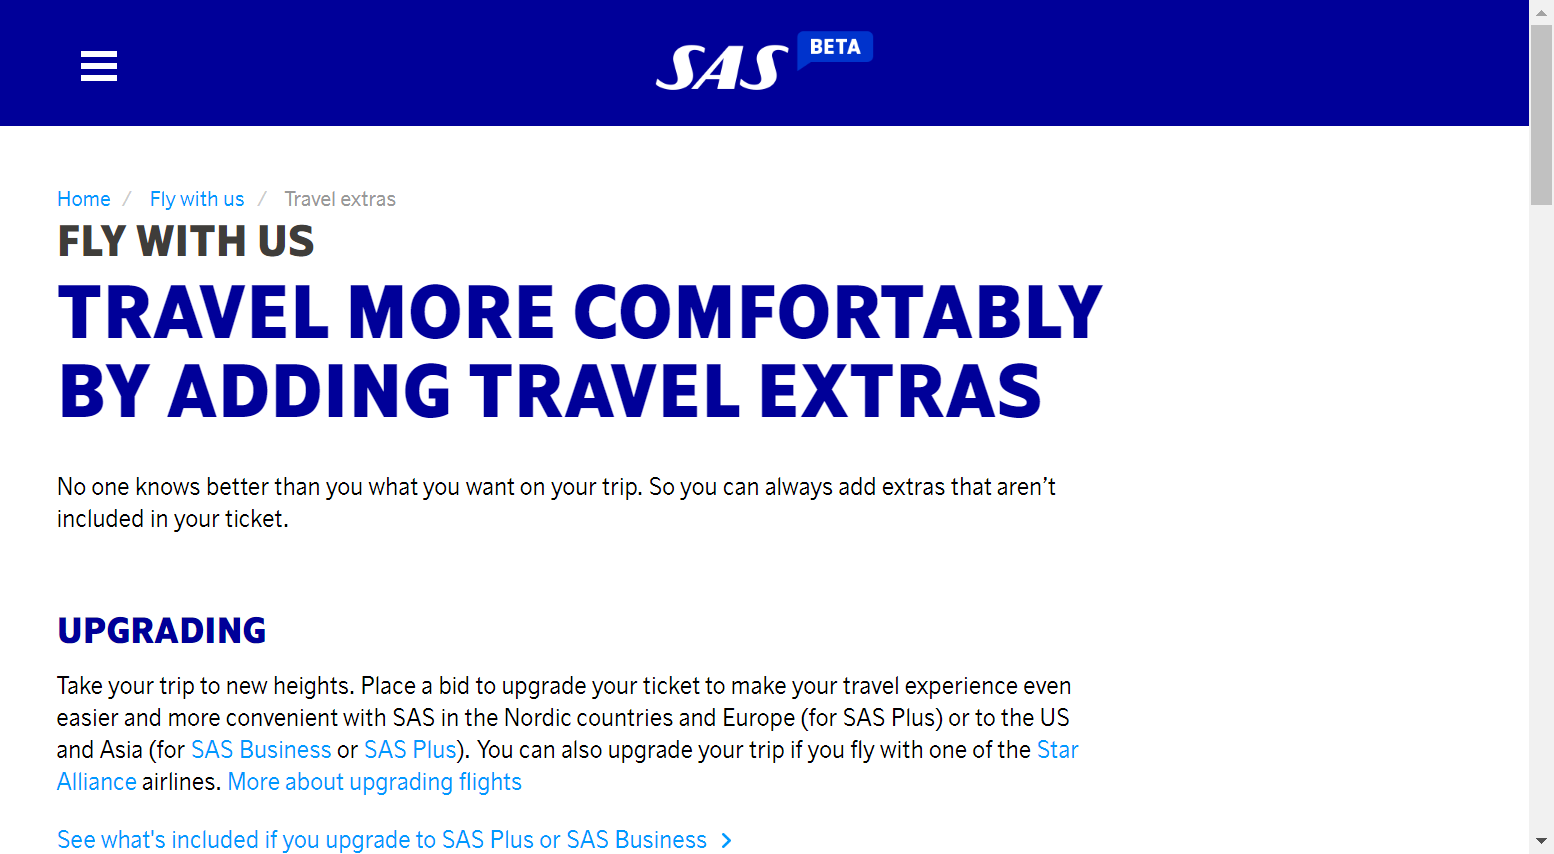 SAS BETA
Home / Fly with us / Travel extras
FLY WITH US
TRAVEL MORE COMFORTABLY
BY ADDING TRAVEL EXTRAS
No one knows better than you what you want on your trip. So you can always add extras that aren’t
included in your ticket.
UPGRADING
Take your trip to new heights. Place a bid to upgrade your ticket to make your travel experience even
easier and more convenient with SAS in the Nordic countries and Europe (for SAS Plus) or to the US
and Asia (for SAS Business or SAS Plus). You can also upgrade your trip if you fly with one of the Star
Alliance airlines. More about upgrading flights
See what's included if you upgrade to SAS Plus or SAS Business